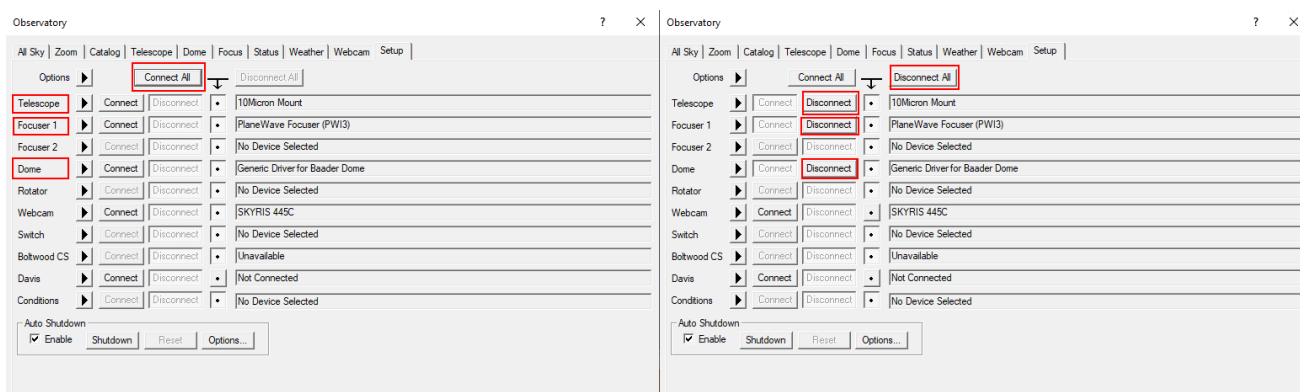 Observatory ? ×
All Sky Zoom Catalog Telescope Dome Focus Status Weather Webcam Setup
Options Connect All Disconnect All
Telescope Connect Disconnect 10Micron Mount
Focuser 1 Connect Disconnect PlaneWave Focuser (PWI3)
Focuser 2 Connect Disconnect No Device Selected
Dome Connect Disconnect Generic Driver for Baader Dome
Rotator Connect Disconnect No Device Selected
Webcam Connect Disconnect SKYRIS 445C
Switch Connect Disconnect No Device Selected
Boltwood CS Connect Disconnect Unavailable
Davis Connect Disconnect Not Connected
Conditions Connect Disconnect No Device Selected
Auto Shutdown
Enable Shutdown Reset Options...
Observatory ? ×
All Sky Zoom Catalog Telescope Dome Focus Status Weather Webcam Setup
Options Connect All Disconnect All
Telescope Connect Disconnect 10Micron Mount
Focuser 1 Connect Disconnect PlaneWave Focuser (PWI3)
Focuser 2 Connect Disconnect No Device Selected
Dome Connect Disconnect Generic Driver for Baader Dome
Rotator Connect Disconnect No Device Selected
Webcam Connect Disconnect SKYRIS 445C
Switch Connect Disconnect No Device Selected
Boltwood CS Connect Disconnect Unavailable
Davis Connect Disconnect Not Connected
Conditions Connect Disconnect No Device Selected
Auto Shutdown
Enable Shutdown Reset Options...